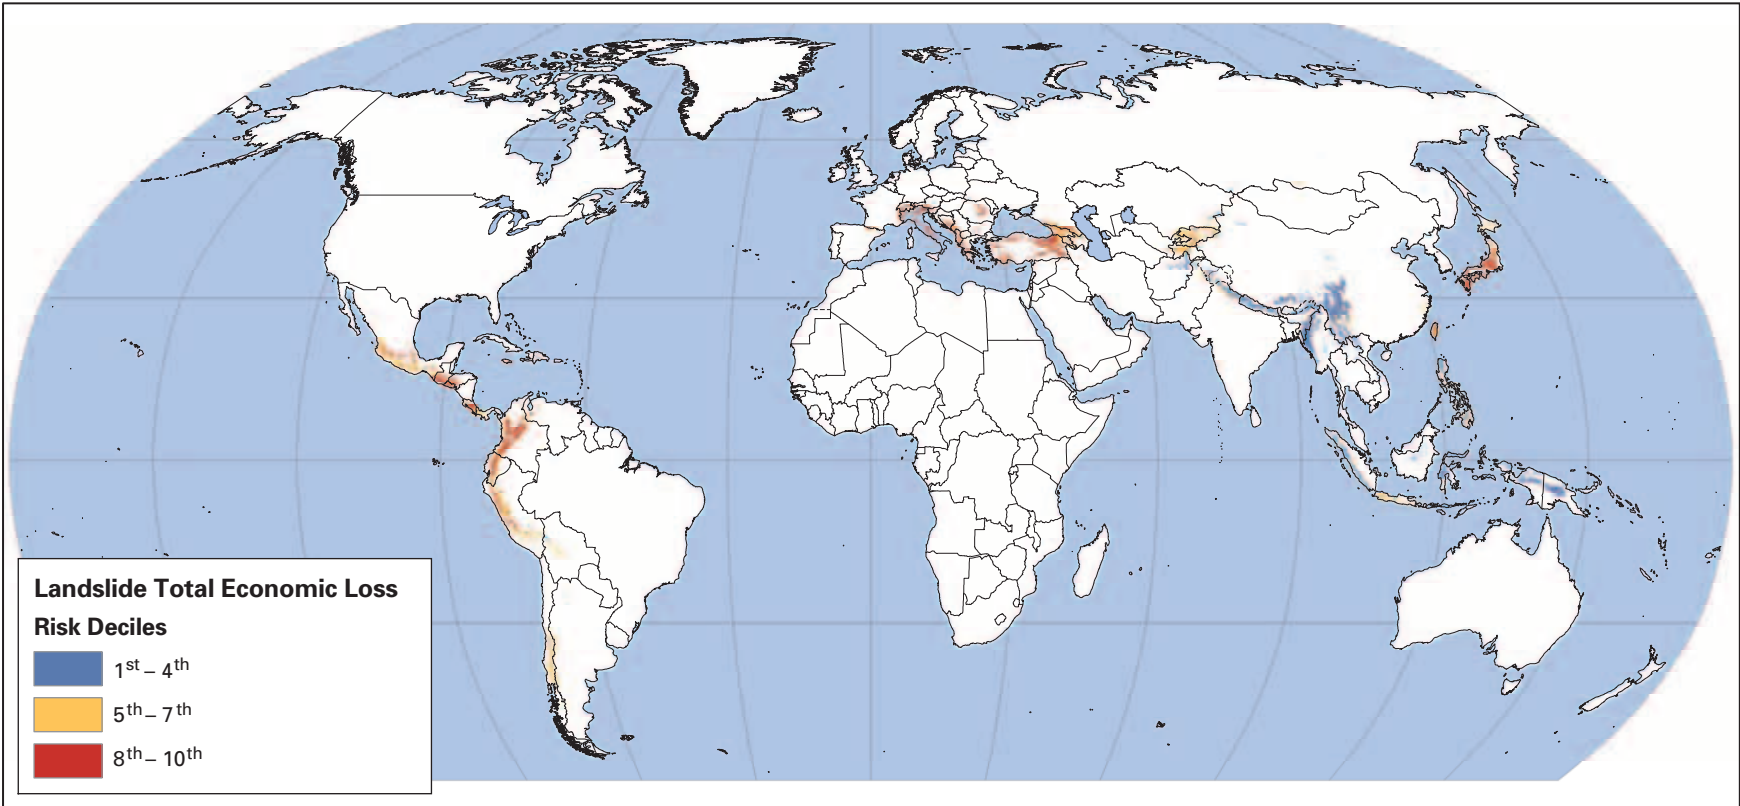 Landslide Total Economic Loss
Risk Deciles
1st – 4th
5th – 7th
8th – 10th